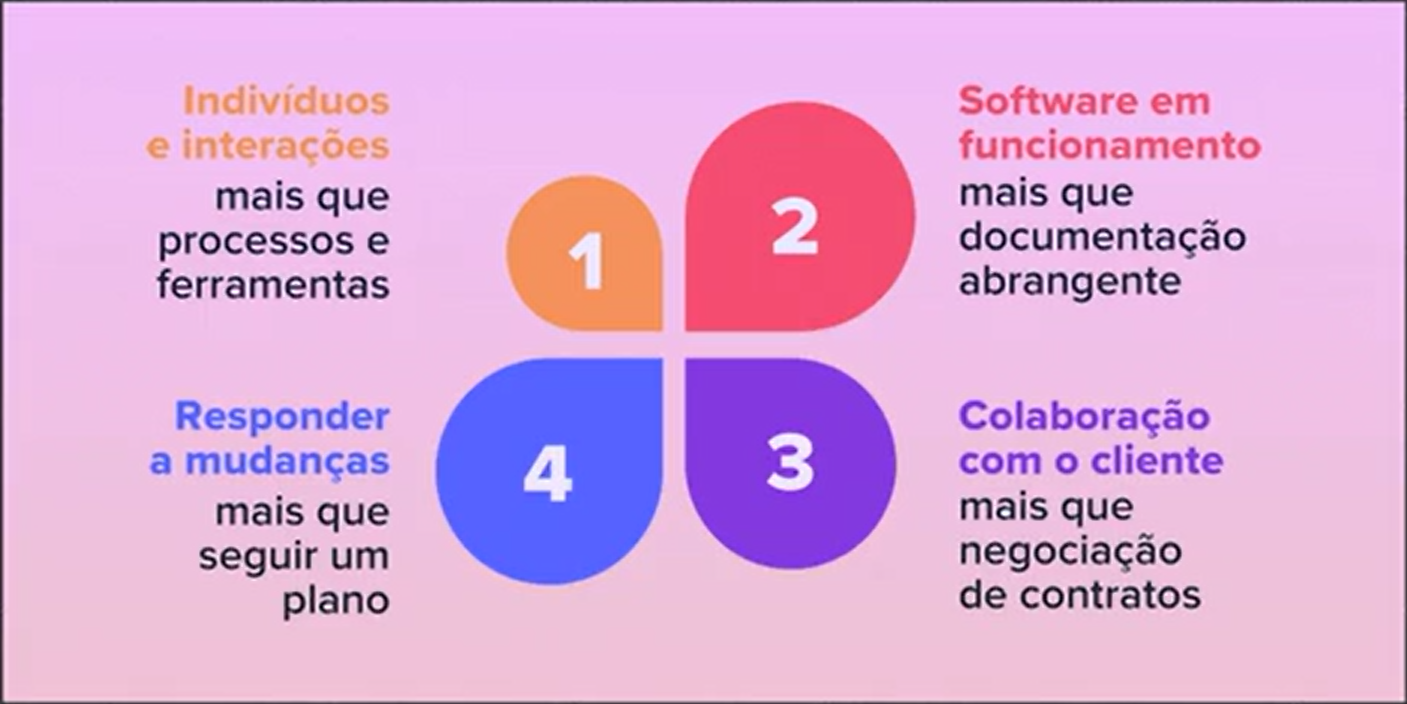 Indivíduos
e interações
mais que
processos e
ferramentas
1
2
Software em
funcionamento
mais que
documentação
abrangente
Responder
a mudanças
mais que
seguir um
plano
4
3
Colaboração
com o cliente
mais que
negociação
de contratos